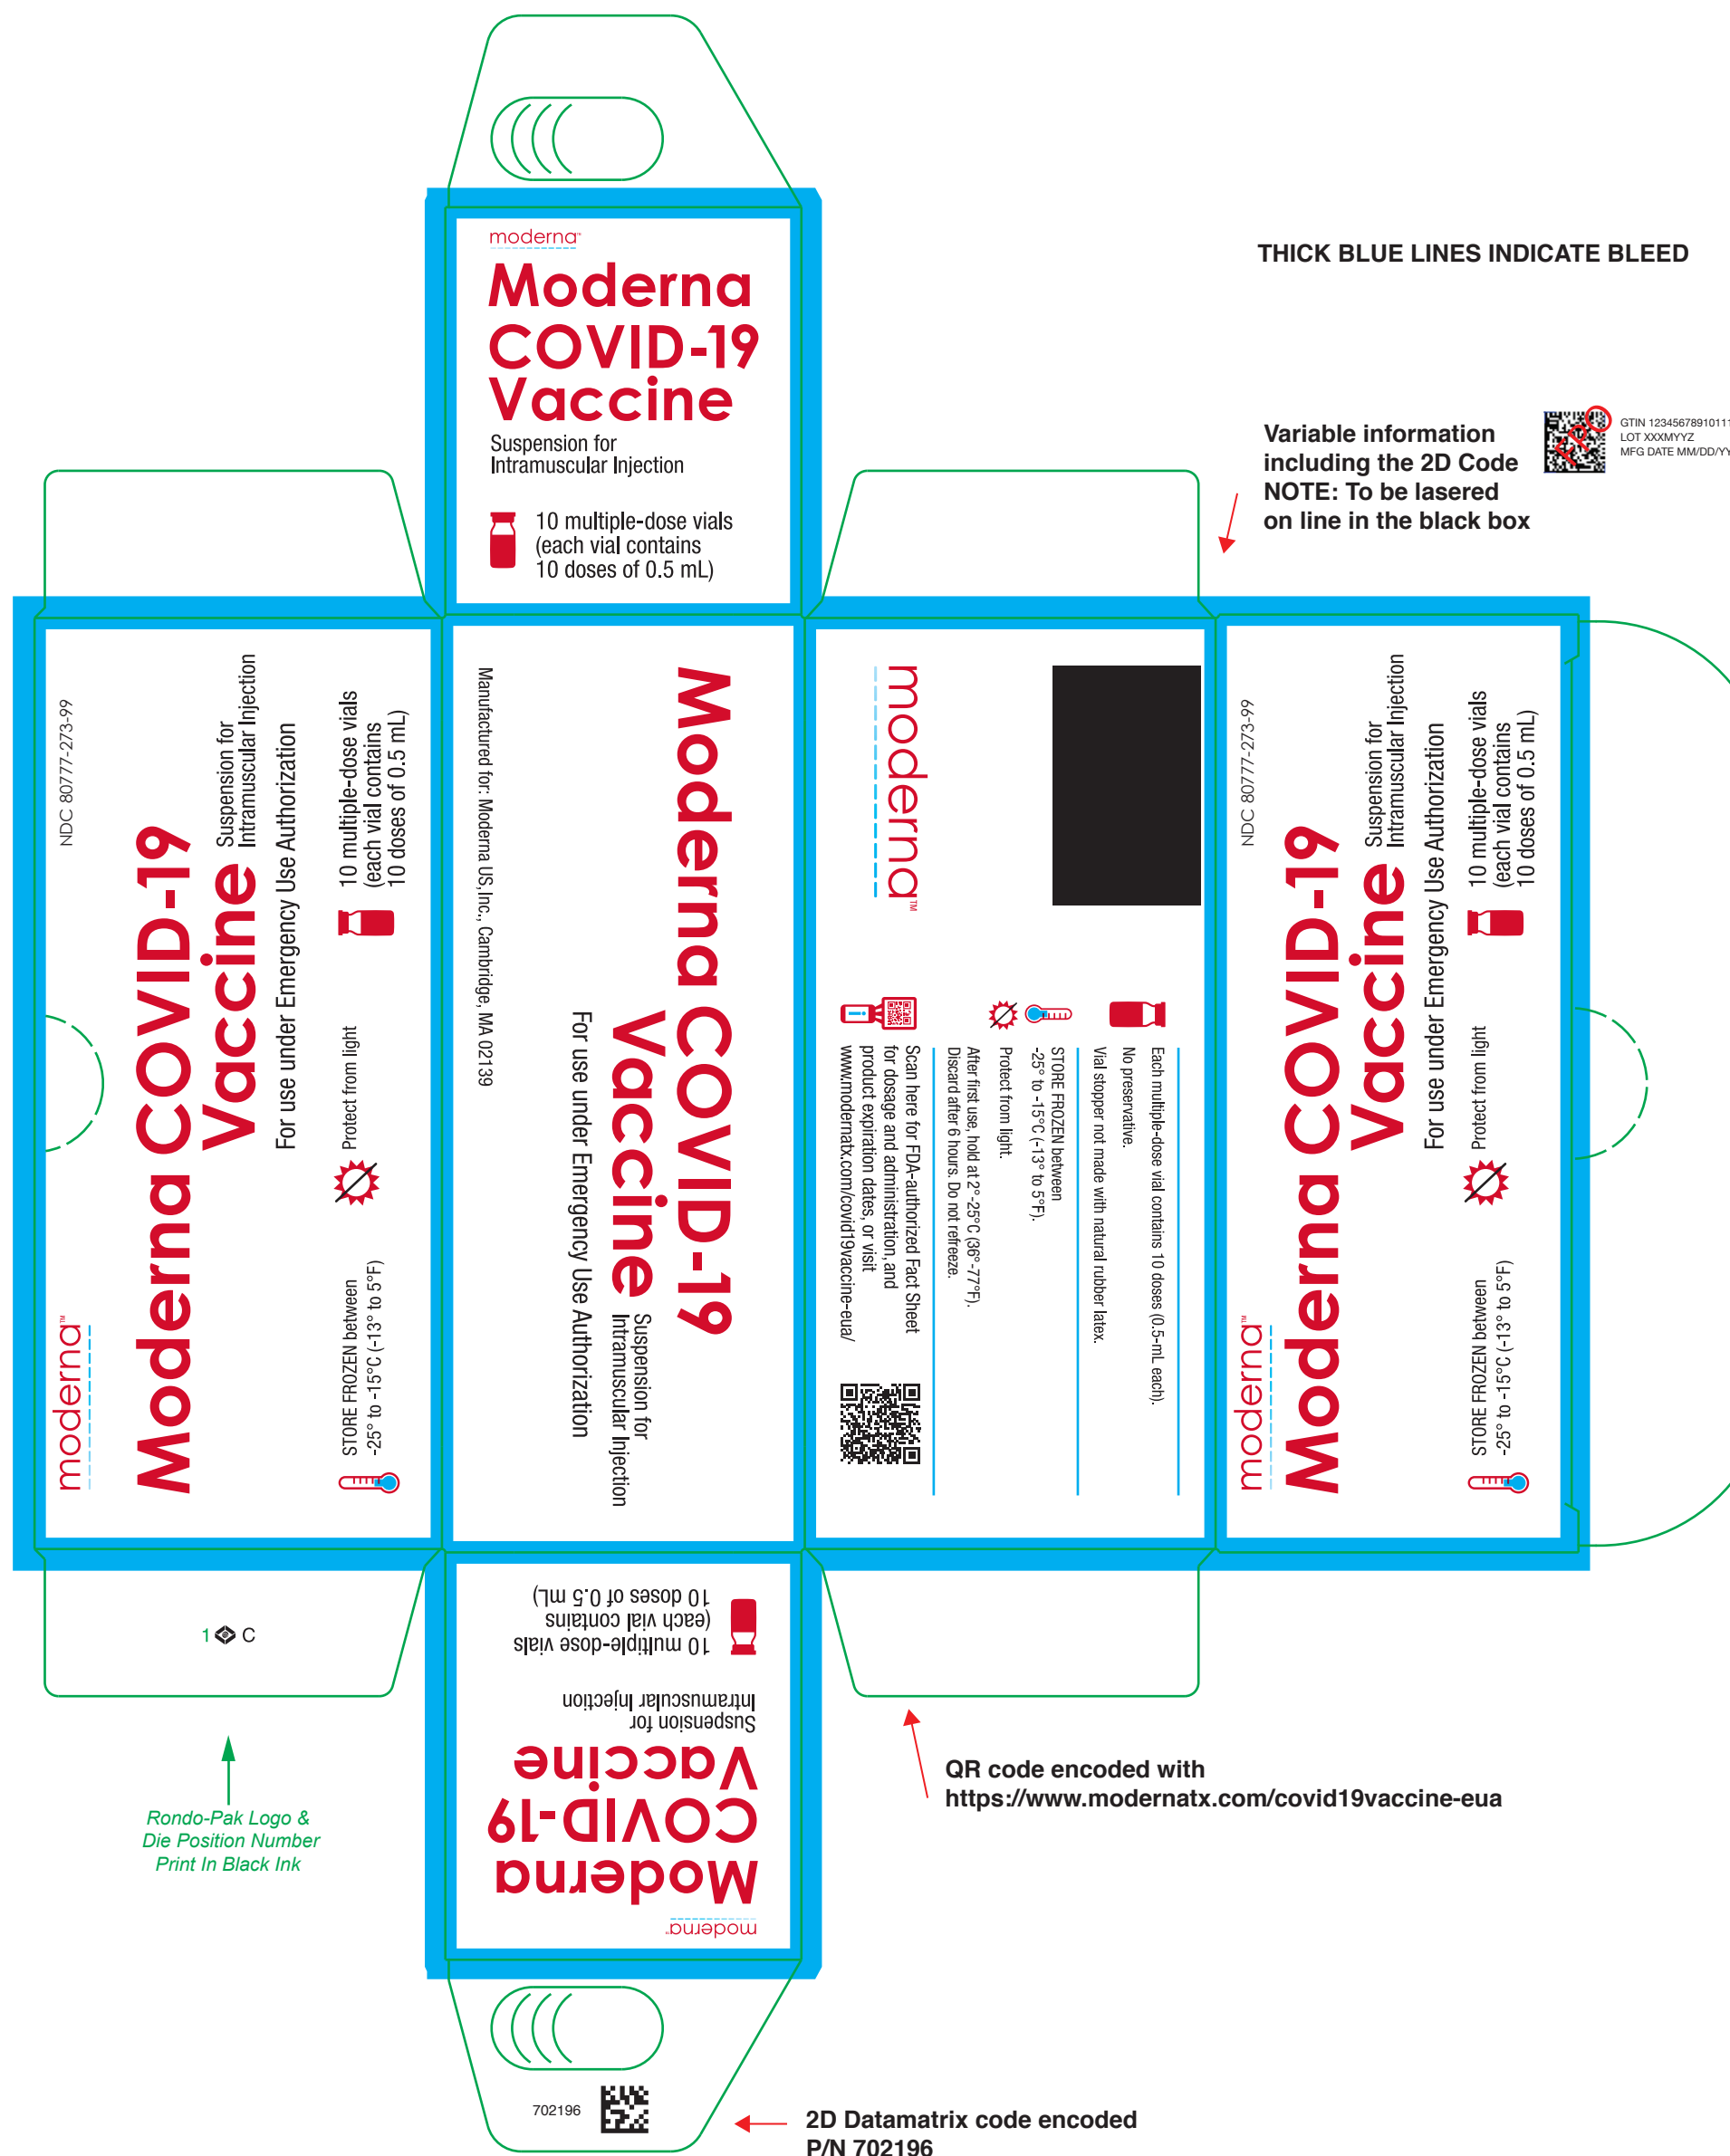 moderna™
Moderna
COVID-19
Vaccine
Suspension for
Intramuscular Injection
10 multiple-dose vials
(each vial contains
10 doses of 0.5 mL)
THICK BLUE LINES INDICATE BLEED
Variable information
including the 2D Code
NOTE: To be lasered
on line in the black box
FPO
GTIN 1234567891011
LOT XXXMYYZ
MFG DATE MM/DD/YY
NDC 80777-273-99
moderna™
Moderna COVID-19
Vaccine
Suspension for
Intramuscular Injection
For use under Emergency Use Authorization
STORE FROZEN between
-25° to -15°C (-13° to 5°F)
Protect from light
10 multiple-dose vials
(each vial contains
10 doses of 0.5 mL)
Moderna COVID-19
Vaccine
Suspension for
Intramuscular Injection
For use under Emergency Use Authorization
Manufactured for: Moderna US, Inc., Cambridge, MA 02139
moderna™
Each multiple-dose vial contains 10 doses (0.5-mL each).
No preservative.
Vial stopper not made with natural rubber latex.
STORE FROZEN between
-25° to -15°C (-13° to 5°F).
Protect from light.
After first use, hold at 2°-25°C (36°-77°F).
Discard after 6 hours. Do not refreeze.
Scan here for FDA-authorized Fact Sheet
for dosage and administration, and
product expiration dates, or visit
www.modernatx.com/covid19vaccine-eua/
NDC 80777-273-99
moderna™
Moderna COVID-19
Vaccine
Suspension for
Intramuscular Injection
For use under Emergency Use Authorization
STORE FROZEN between
-25° to -15°C (-13° to 5°F)
Protect from light
10 multiple-dose vials
(each vial contains
10 doses of 0.5 mL)
1 C
Rondo-Pak Logo &
Die Position Number
Print In Black Ink
moderna™
Moderna
COVID-19
Vaccine
Suspension for
Intramuscular Injection
10 multiple-dose vials
(each vial contains
10 doses of 0.5 mL)
QR code encoded with
https://www.modernatx.com/covid19vaccine-eua
702196
2D Datamatrix code encoded
P/N 702196